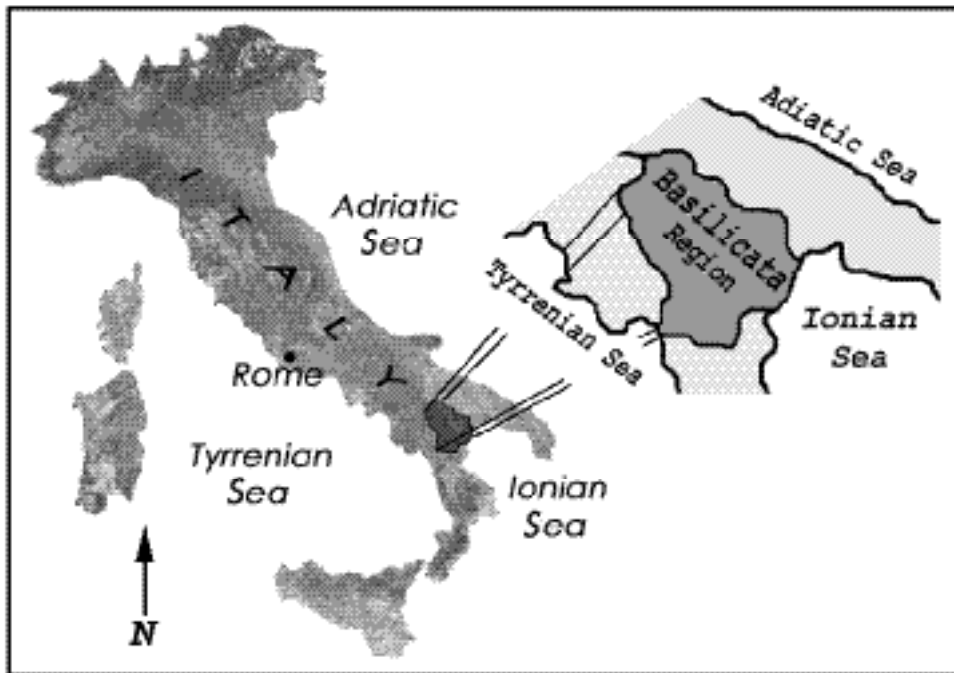 ITALY
Adriatic
Sea
Rome
Tyrrenian
Sea
Ionian
Sea
N
Adiatic Sea
Basilicata
Region
Tyrrenian Sea
Ionian
Sea